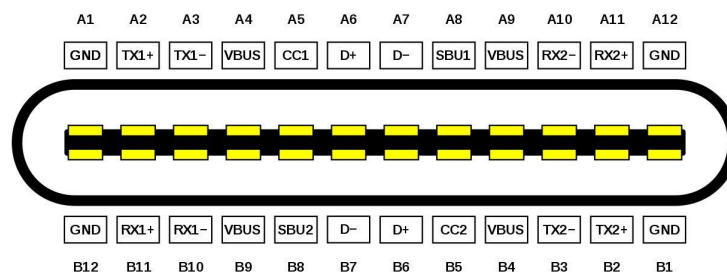 A1 A2 A3 A4 A5 A6 A7 A8 A9 A10 A11 A12
GND TX1+ TX1− VBUS CC1 D+ D− SBU1 VBUS RX2− RX2+ GND
GND RX1+ RX1− VBUS SBU2 D− D+ CC2 VBUS TX2− TX2+ GND
B12 B11 B10 B9 B8 B7 B6 B5 B4 B3 B2 B1